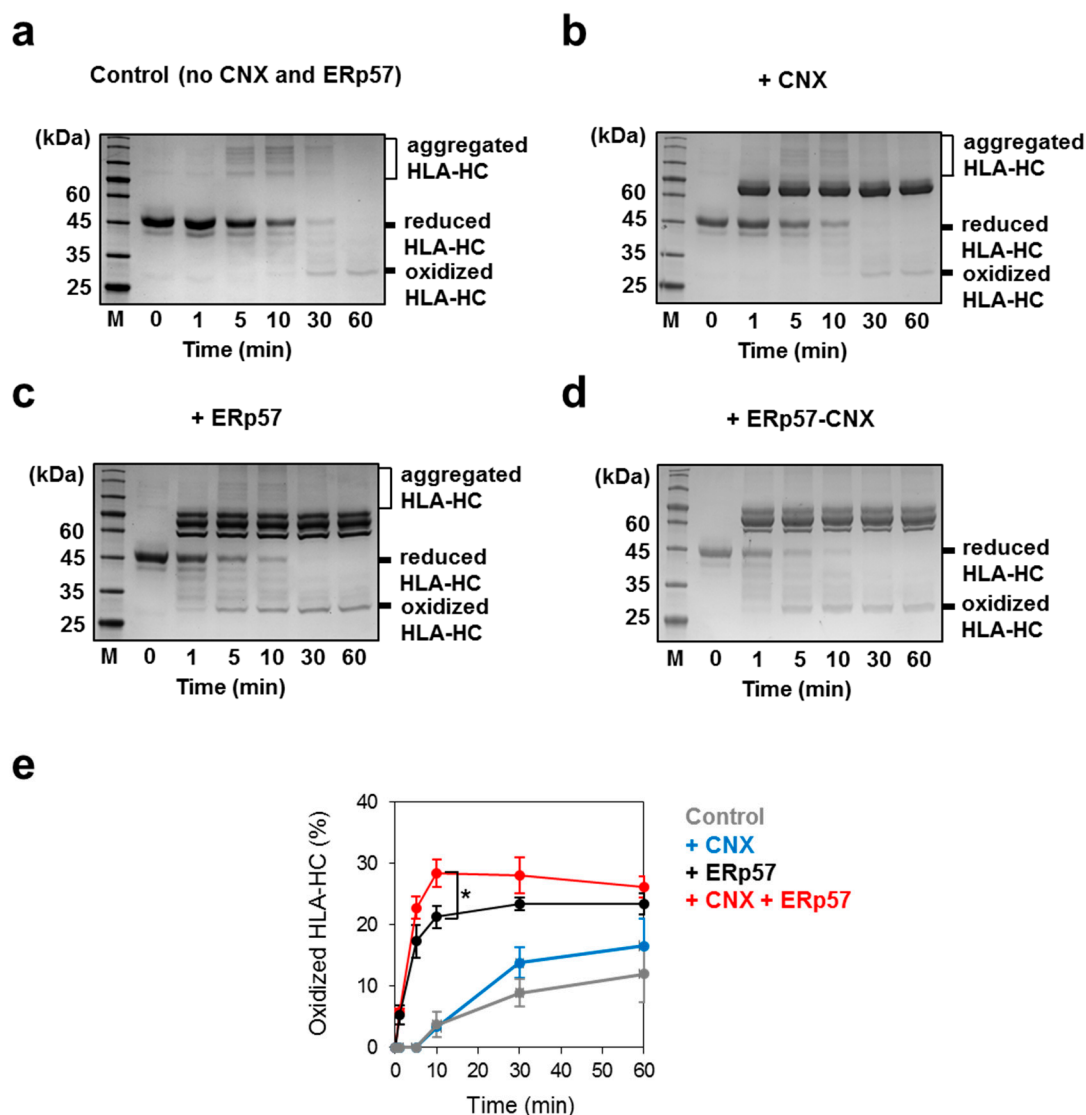 a
Control (no CNX and ERp57)
(kDa)
60
45
35
25
aggregated
HLA-HC
reduced
HLA-HC
oxidized
HLA-HC
M 0 1 5 10 30 60
Time (min)
b
+ CNX
(kDa)
60
45
35
25
aggregated
HLA-HC
reduced
HLA-HC
oxidized
HLA-HC
M 0 1 5 10 30 60
Time (min)
c
+ ERp57
(kDa)
60
45
35
25
aggregated
HLA-HC
reduced
HLA-HC
oxidized
HLA-HC
M 0 1 5 10 30 60
Time (min)
d
+ ERp57-CNX
(kDa)
60
45
35
25
reduced
HLA-HC
oxidized
HLA-HC
M 0 1 5 10 30 60
Time (min)
e
Oxidized HLA-HC (%)
40
30
20
10
0
*
0 10 20 30 40 50 60
Time (min)
Control
+ CNX
+ ERp57
+ CNX + ERp57